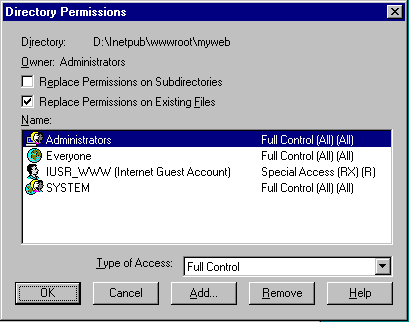 Directory Permissions
Directory: D:\Inetpub\wwwroot\myweb
Owner: Administrators
Replace Permissions on Subdirectories
Replace Permissions on Existing Files
Name:
Administrators Full Control (All) (All)
Everyone Full Control (All) (All)
IUSR_WWW (Internet Guest Account) Special Access (RX) (R)
SYSTEM Full Control (All) (All)
Type of Access: Full Control
OK Cancel Add... Remove Help